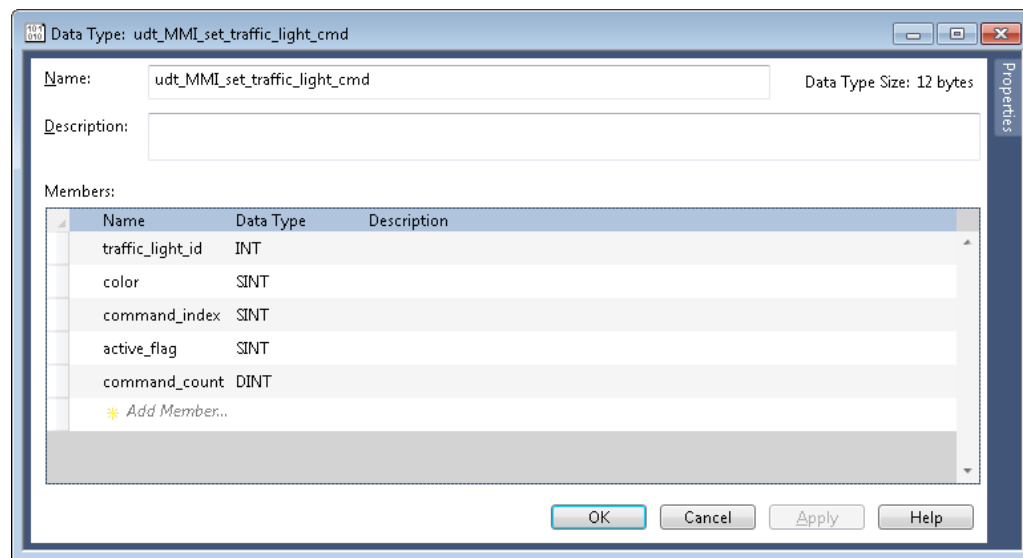 Data Type: udt_MMI_set_traffic_light_cmd
Name: udt_MMI_set_traffic_light_cmd Data Type Size: 12 bytes
Properties
Description:
Members:
Name Data Type Description
traffic_light_id INT
color SINT
command_index SINT
active_flag SINT
command_count DINT
Add Member...
OK Cancel Apply Help